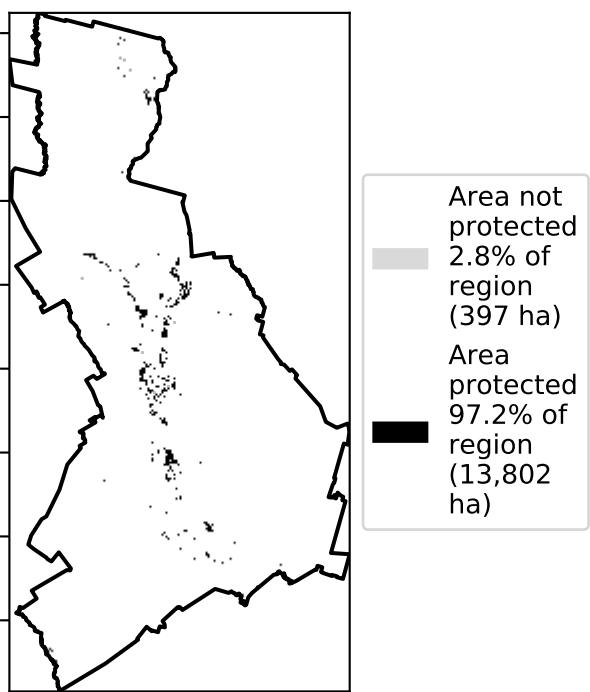 Area not
protected
2.8% of
region
(397 ha)
Area
protected
97.2% of
region
(13,802
ha)